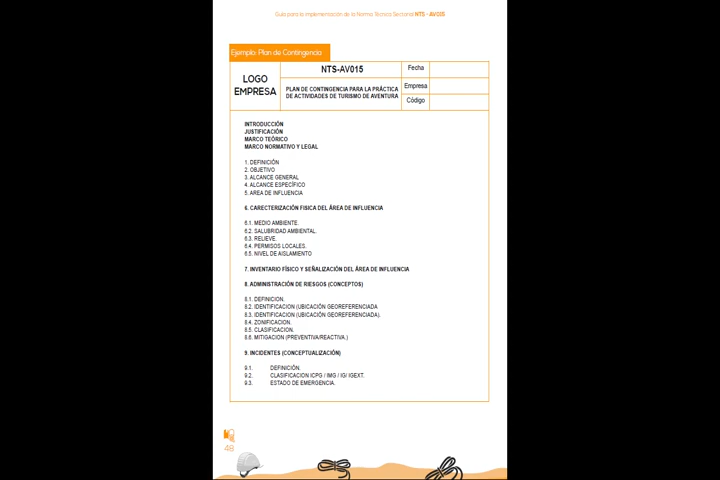 Guía para la implementación de la Norma Técnica Sectorial NTS - AV015
Ejemplo: Plan de Contingencia
LOGO EMPRESA
NTS-AV015
PLAN DE CONTINGENCIA PARA LA PRÁCTICA
DE ACTIVIDADES DE TURISMO DE AVENTURA
Fecha
Empresa
Código
INTRODUCCIÓN
JUSTIFICACIÓN
MARCO TEÓRICO
MARCO NORMATIVO Y LEGAL
1. DEFINICIÓN
2. OBJETIVO
3. ALCANCE GENERAL
4. ALCANCE ESPECÍFICO
5. AREA DE INFLUENCIA
6. CARECTERIZACIÓN FISICA DEL ÁREA DE INFLUENCIA
6.1. MEDIO AMBIENTE.
6.2. SALUBRIDAD AMBIENTAL.
6.3. RELIEVE.
6.4. PERMISOS LOCALES.
6.5. NIVEL DE AISLAMIENTO
7. INVENTARIO FÍSICO Y SEÑALIZACIÓN DEL ÁREA DE INFLUENCIA
8. ADMINISTRACIÓN DE RIESGOS (CONCEPTOS)
8.1. DEFINICION.
8.2. IDENTIFICACION (UBICACIÓN GEOREFERENCIADA
8.3. IDENTIFICACION (UBICACIÓN GEOREFERENCIADA).
8.4. ZONIFICACION.
8.5. CLASIFICACION.
8.6. MITIGACION (PREVENTIVA/REACTIVA.)
9. INCIDENTES (CONCEPTUALIZACIÓN)
9.1. DEFINICIÓN.
9.2. CLASIFICACION ICPG / IMG / IG/ IGEXT.
9.3. ESTADO DE EMERGENCIA.
48